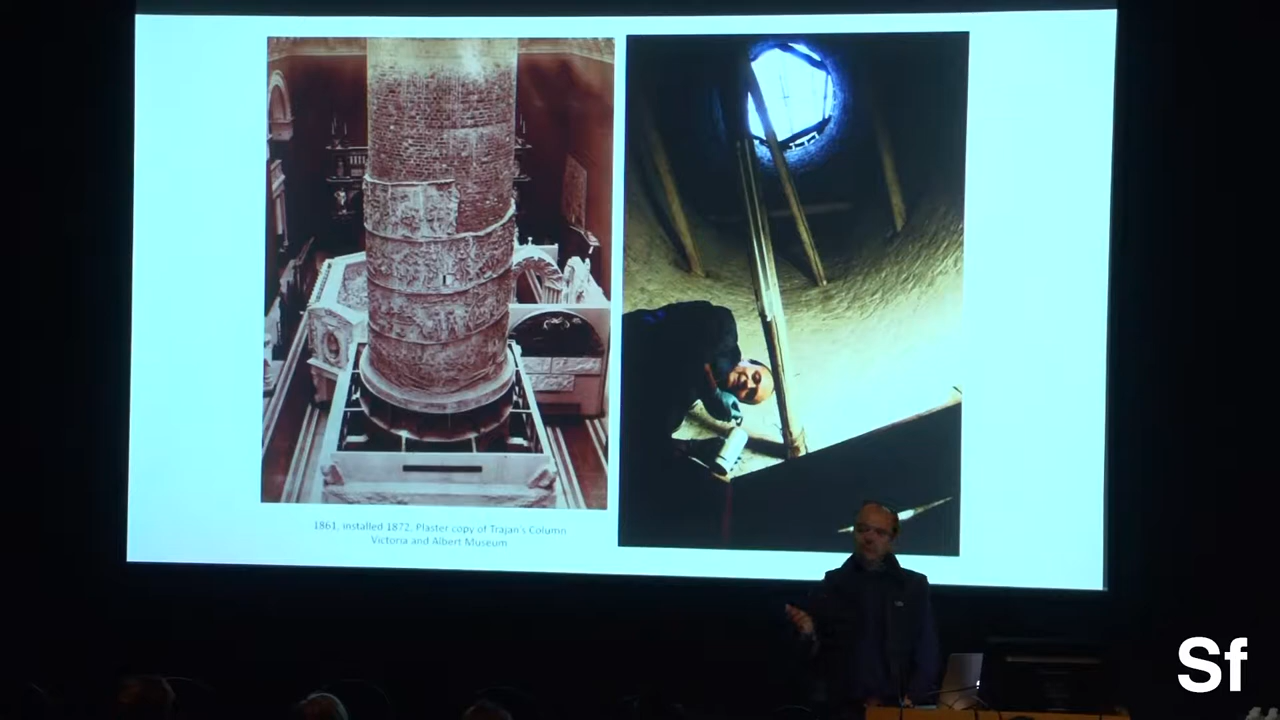 1861, installed 1872. Plaster copy of Trajan's Column
Victoria and Albert Museum
Sf